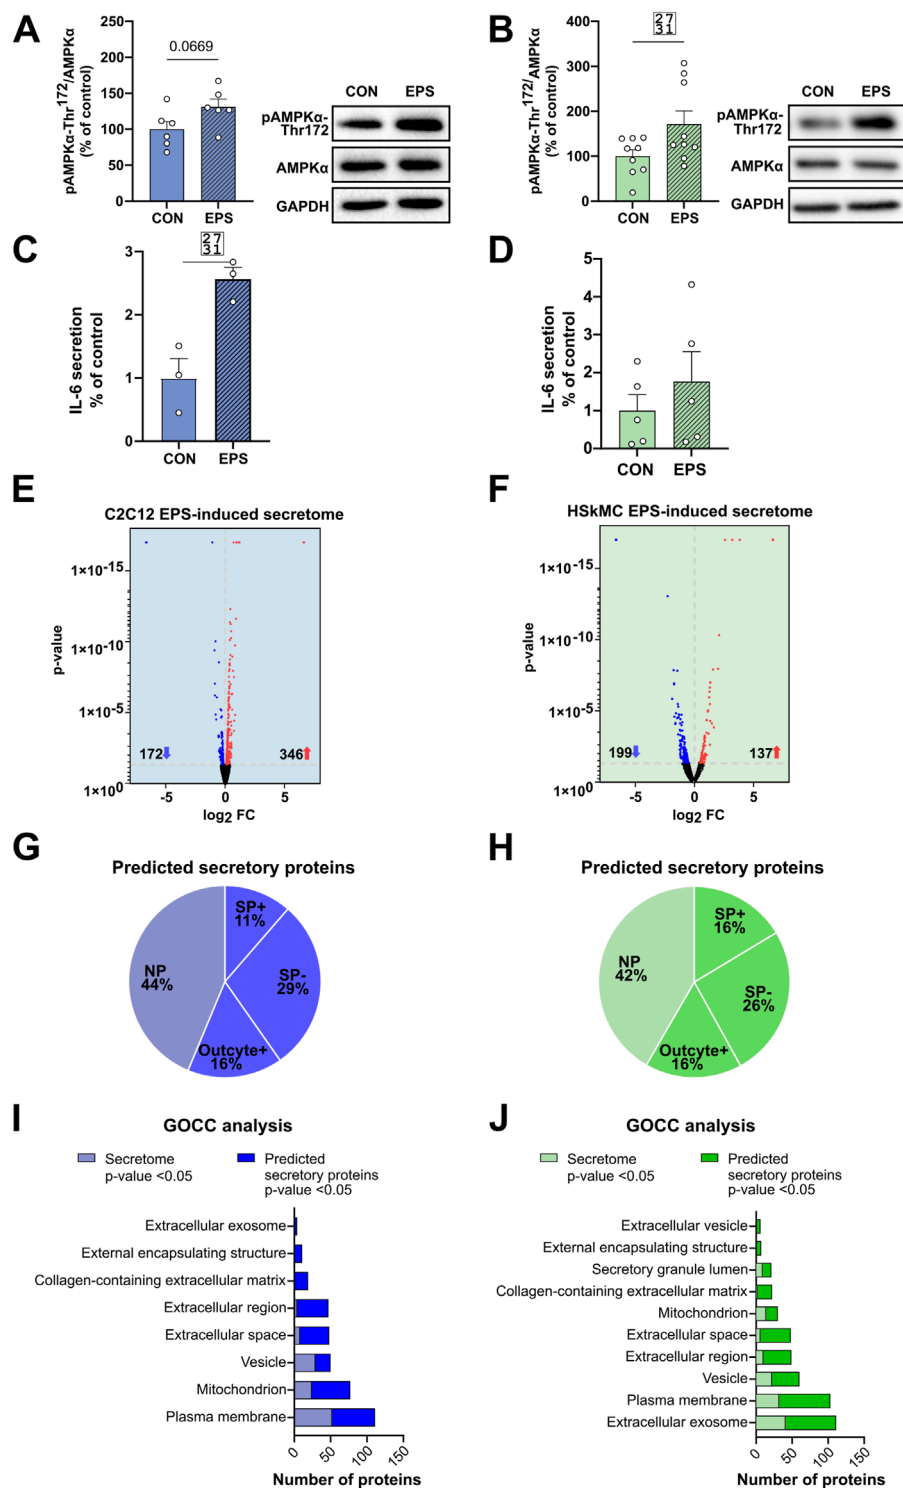 A
250
200
150
100
50
0
pAMPKα-Thr172/AMPKα
(% of control)
0.0669
CON
EPS
CON
EPS
pAMPKα-
Thr172
AMPKα
GAPDH
B
400
300
200
100
0
pAMPKα-Thr172/AMPKα
(% of control)
27
31
CON
EPS
CON
EPS
pAMPKα-
Thr172
AMPKα
GAPDH
C
3
2
1
0
IL-6 secretion
% of control
27
31
CON
EPS
D
5
4
3
2
1
0
IL-6 secretion
% of control
CON
EPS
E
C2C12 EPS-induced secretome
1×10-15
1×10-10
1×10-5
1×100
p-value
172
346
-5
0
5
log2 FC
F
HSkMC EPS-induced secretome
1×10-15
1×10-10
1×10-5
1×100
p-value
199
137
-5
0
5
log2 FC
G
Predicted secretory proteins
SP+
11%
SP-
29%
Outcyte+
16%
NP
44%
H
Predicted secretory proteins
SP+
16%
SP-
26%
Outcyte+
16%
NP
42%
I
GOCC analysis
Secretome
p-value <0.05
Predicted
secretory proteins
p-value <0.05
Extracellular exosome
External encapsulating structure
Collagen-containing extracellular matrix
Extracellular region
Extracellular space
Vesicle
Mitochondrion
Plasma membrane
0
50
100
150
Number of proteins
J
GOCC analysis
Secretome
p-value <0.05
Predicted
secretory proteins
p-value <0.05
Extracellular vesicle
External encapsulating structure
Secretory granule lumen
Collagen-containing extracellular matrix
Mitochondrion
Extracellular space
Extracellular region
Vesicle
Plasma membrane
Extracellular exosome
0
50
100
150
Number of proteins